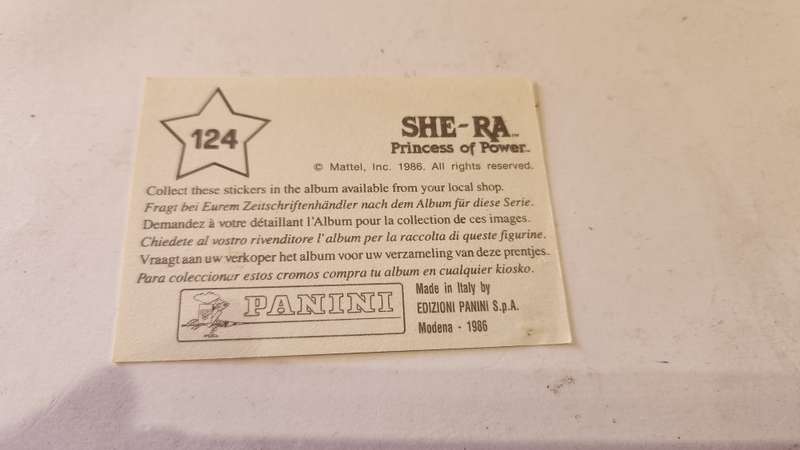 124
SHE-RA™
Princess of Power™
© Mattel, Inc. 1986. All rights reserved.
Collect these stickers in the album available from your local shop.
Fragt bei Eurem Zeitschriftenhändler nach dem Album für diese Serie.
Demandez à votre détaillant l'Album pour la collection de ces images.
Chiedete al vostro rivenditore l'album per la raccolta di queste figurine.
Vraagt aan uw verkoper het album voor uw verzameling van deze prentjes.
Para coleccionar estos cromos compra tu album en cualquier kiosko.
PANINI
Made in Italy by
EDIZIONI PANINI S.p.A.
Modena - 1986